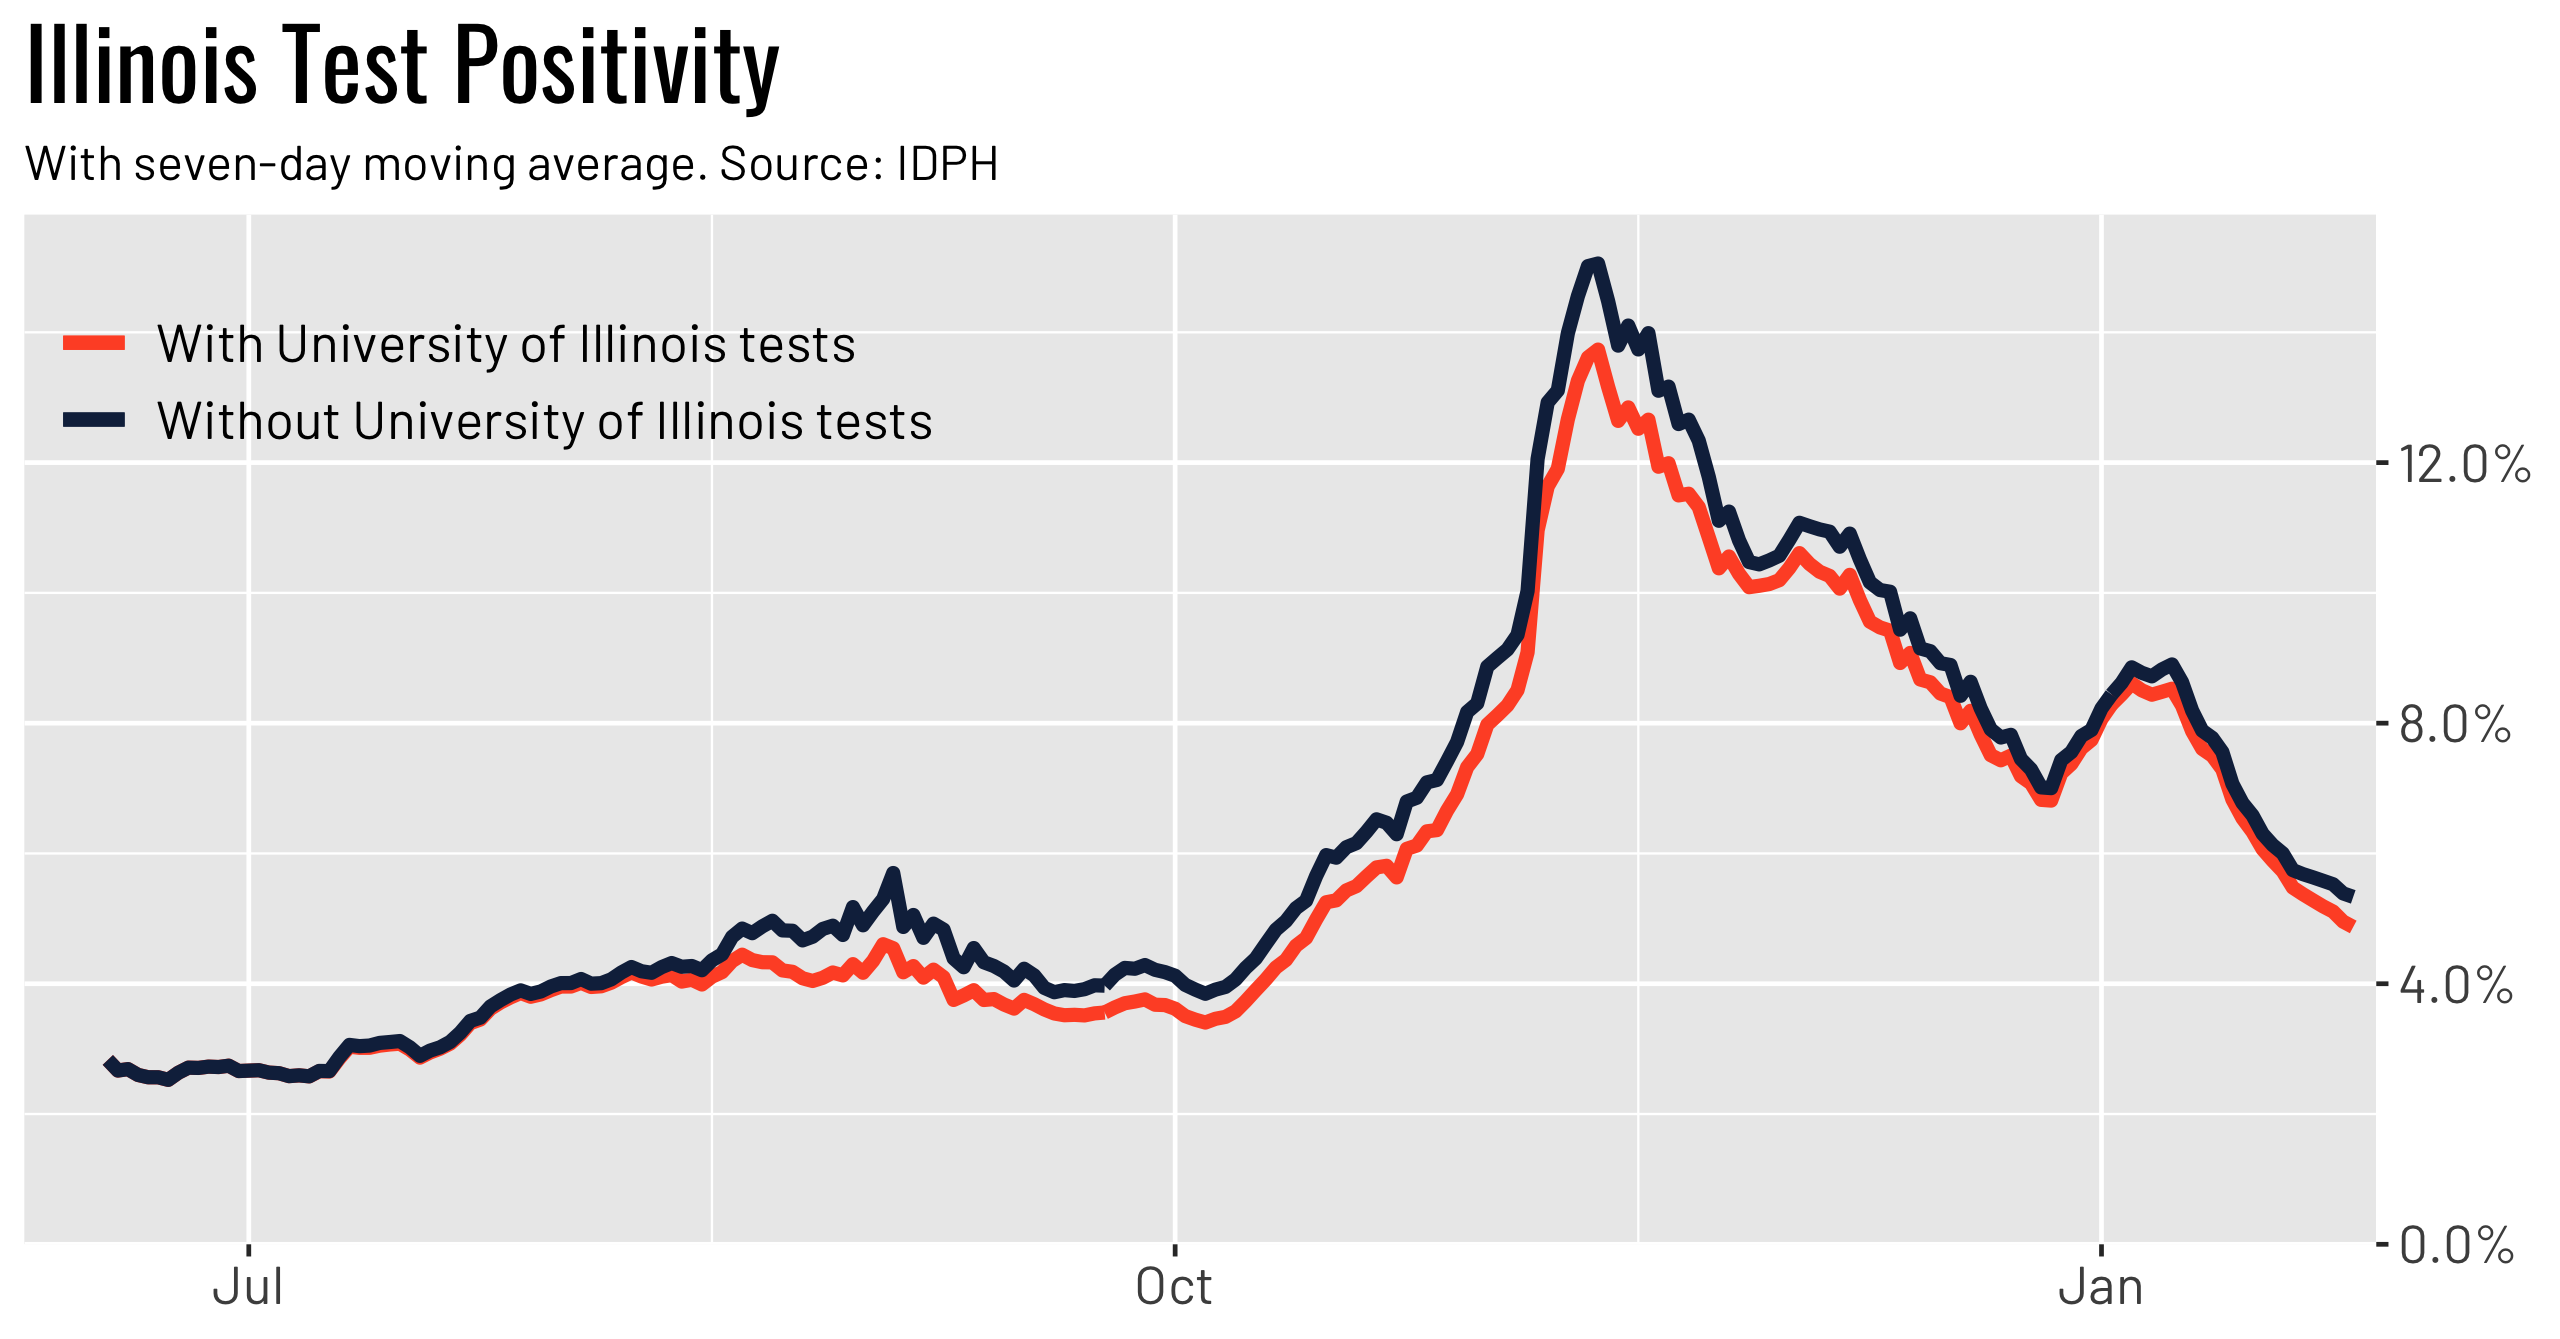 Illinois Test Positivity
With seven-day moving average. Source: IDPH
With University of Illinois tests
Without University of Illinois tests
12.0%
8.0%
4.0%
0.0%
Jul Oct Jan